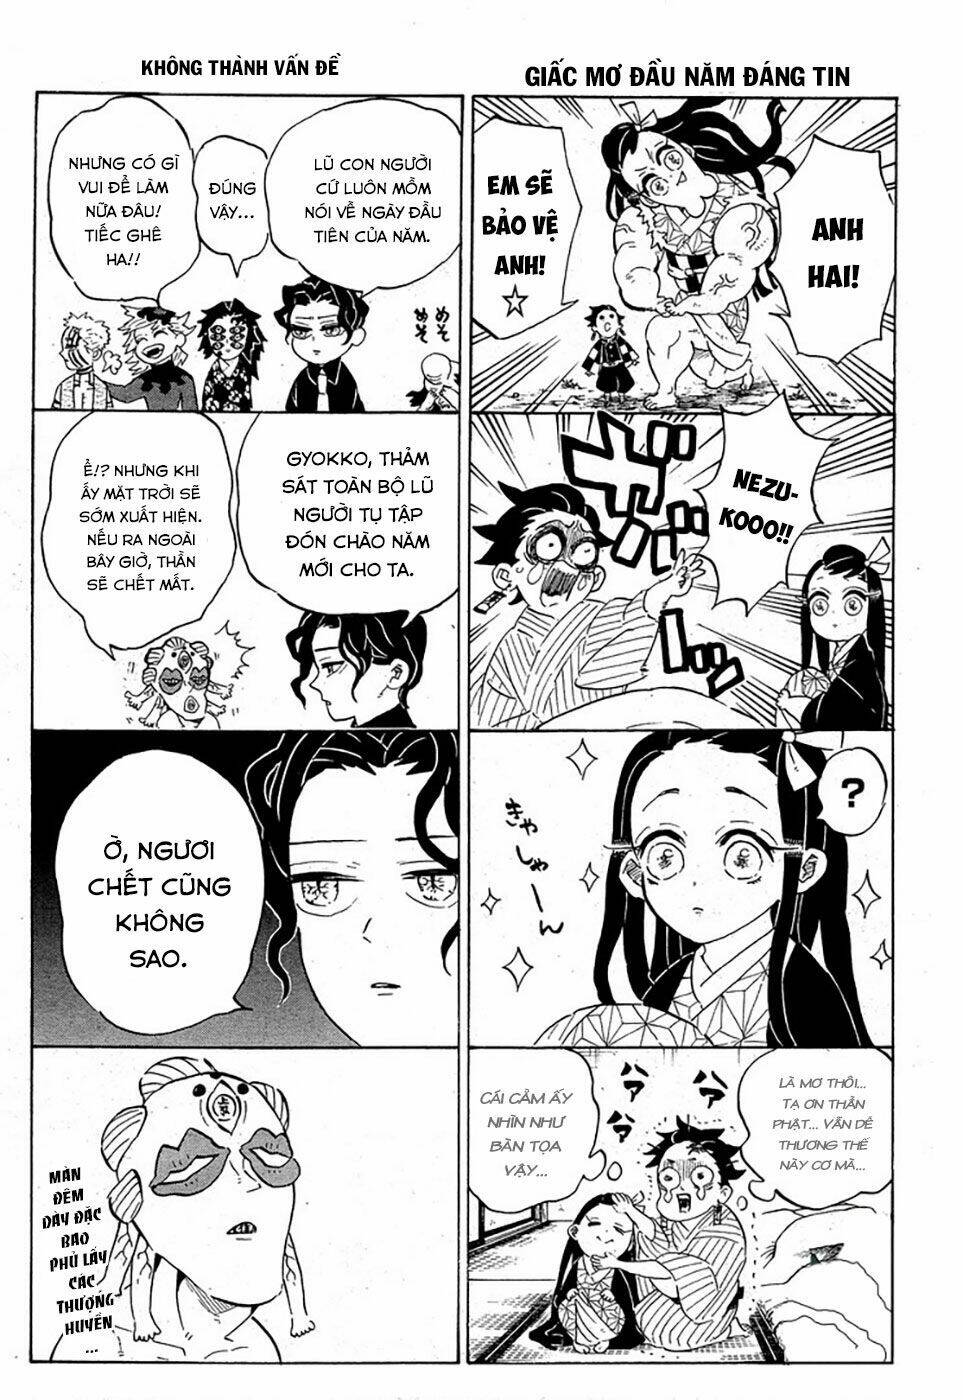 GIẤC MƠ ĐẦU NĂM ĐÁNG TIN
ANH
HAI!
EM SẼ
BẢO VỆ
ANH!
☆
NEZU-
KOOO!!
ガバッ
?
きゃしゃーん
LÀ MƠ THÔI...
TẠ ƠN THẦN
PHẬT... VẪN DỄ
THƯƠNG THẾ
NÀY CƠ MÀ...
CÁI CẰM ẤY
NHÌN NHƯ
BÀN TỌA
VẬY...
ハァ
ハァ
KHÔNG THÀNH VẤN ĐỀ
LŨ CON NGƯỜI
CỨ LUÔN MỒM
NÓI VỀ NGÀY ĐẦU
TIÊN CỦA NĂM.
ĐÚNG
VẬY...
NHƯNG CÓ GÌ
VUI ĐỂ LÀM
NỮA ĐÂU!
TIẾC GHÊ
HA!!
めそ
めそ
GYOKKO, THẢM
SÁT TOÀN BỘ LŨ
NGƯỜI TỤ TẬP
ĐÓN CHÀO NĂM
MỚI CHO TA.
Ể!? NHƯNG KHI
ẤY MẶT TRỜI SẼ
SỚM XUẤT HIỆN.
NẾU RA NGOÀI
BÂY GIỜ, THẦN
SẼ CHẾT MẤT.
Ờ, NGƯƠI
CHẾT CŨNG
KHÔNG
SAO.
MÀN
ĐÊM
DÀY ĐẶC
BAO
PHỦ LẤY
CÁC
THƯỢNG
HUYỀN
...